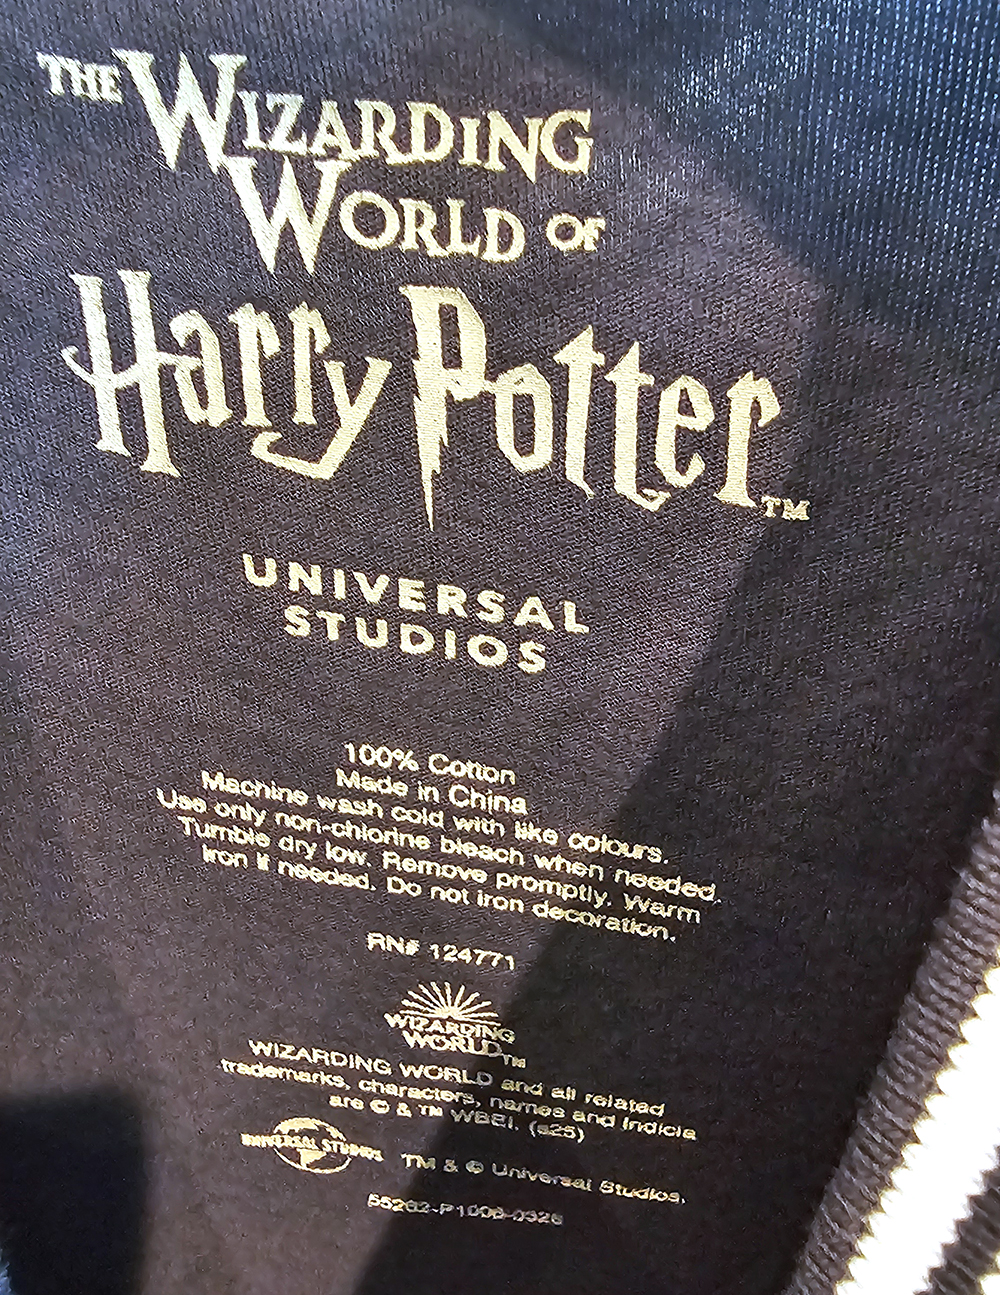 THE WIZARDING
WORLD OF
Harry Potter™
UNIVERSAL
STUDIOS
100% Cotton
Made in China
Machine wash cold with like colours.
Use only non-chlorine bleach when needed.
Tumble dry low. Remove promptly. Warm
iron if needed. Do not iron decoration.
RN# 124771
WIZARDING
WORLD™
WIZARDING WORLD and all related
trademarks, characters, names and indicia
are © & ™ WBEI. (s25)
UNIVERSAL STUDIOS
TM & © Universal Studios.